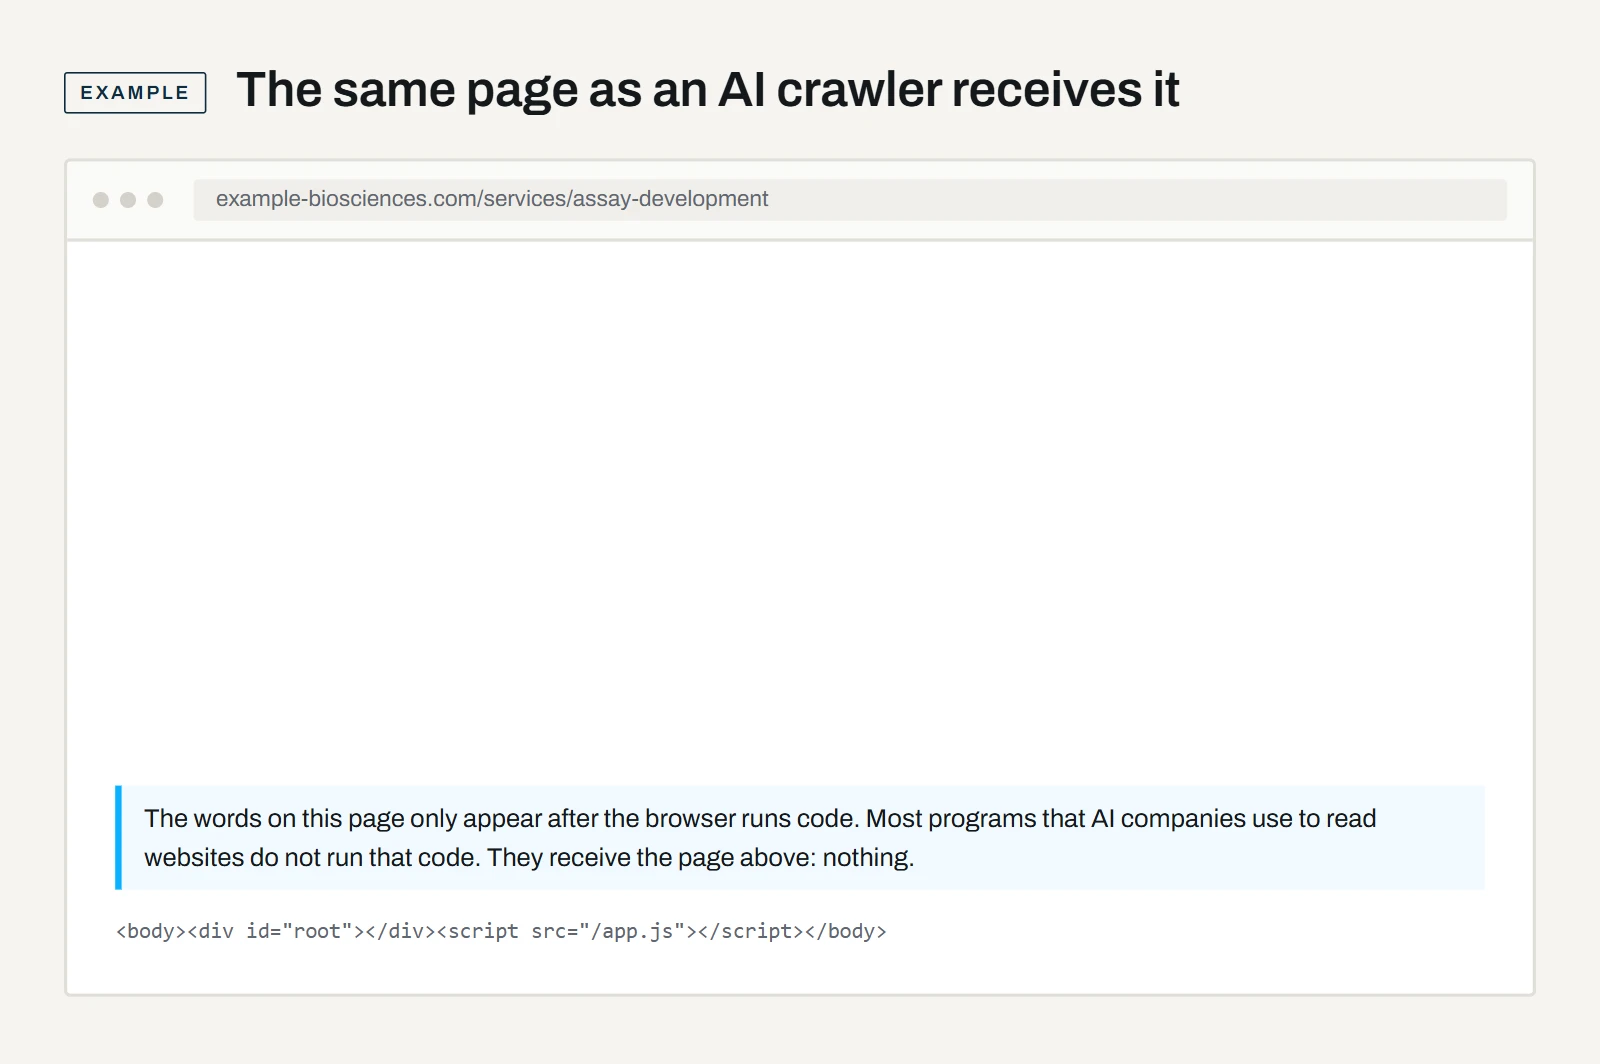 EXAMPLE
The same page as an AI crawler receives it
example-biosciences.com/services/assay-development
The words on this page only appear after the browser runs code. Most programs that AI companies use to read
websites do not run that code. They receive the page above: nothing.
<body><div id="root"></div><script src="/app.js"></script></body>